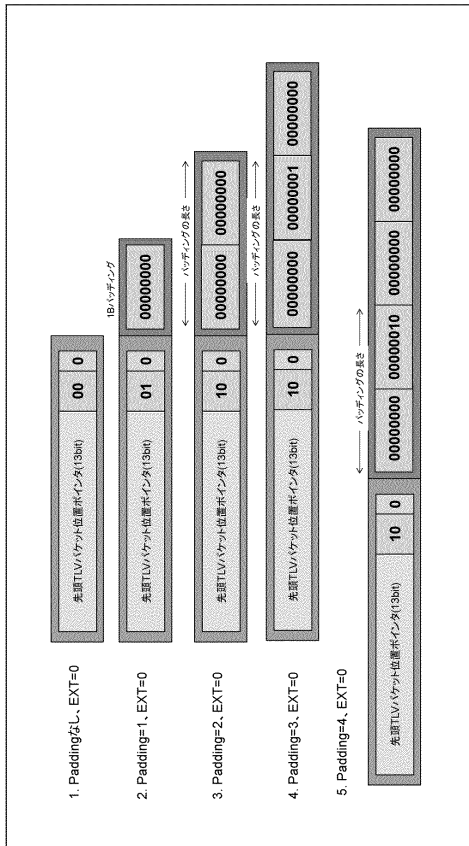 1. Paddingなし、EXT=0
先頭TLVパケット位置ポインタ(13bit) 00 0
2. Padding=1、EXT=0
1Bパッディング
先頭TLVパケット位置ポインタ(13bit) 01 0 00000000
3. Padding=2、EXT=0
パッディングの長さ
先頭TLVパケット位置ポインタ(13bit) 10 0 00000000 00000000
4. Padding=3、EXT=0
パッディングの長さ
先頭TLVパケット位置ポインタ(13bit) 10 0 00000000 00000001 00000000
5. Padding=4、EXT=0
パッディングの長さ
先頭TLVパケット位置ポインタ(13bit) 10 0 00000000 00000010 00000000 00000000